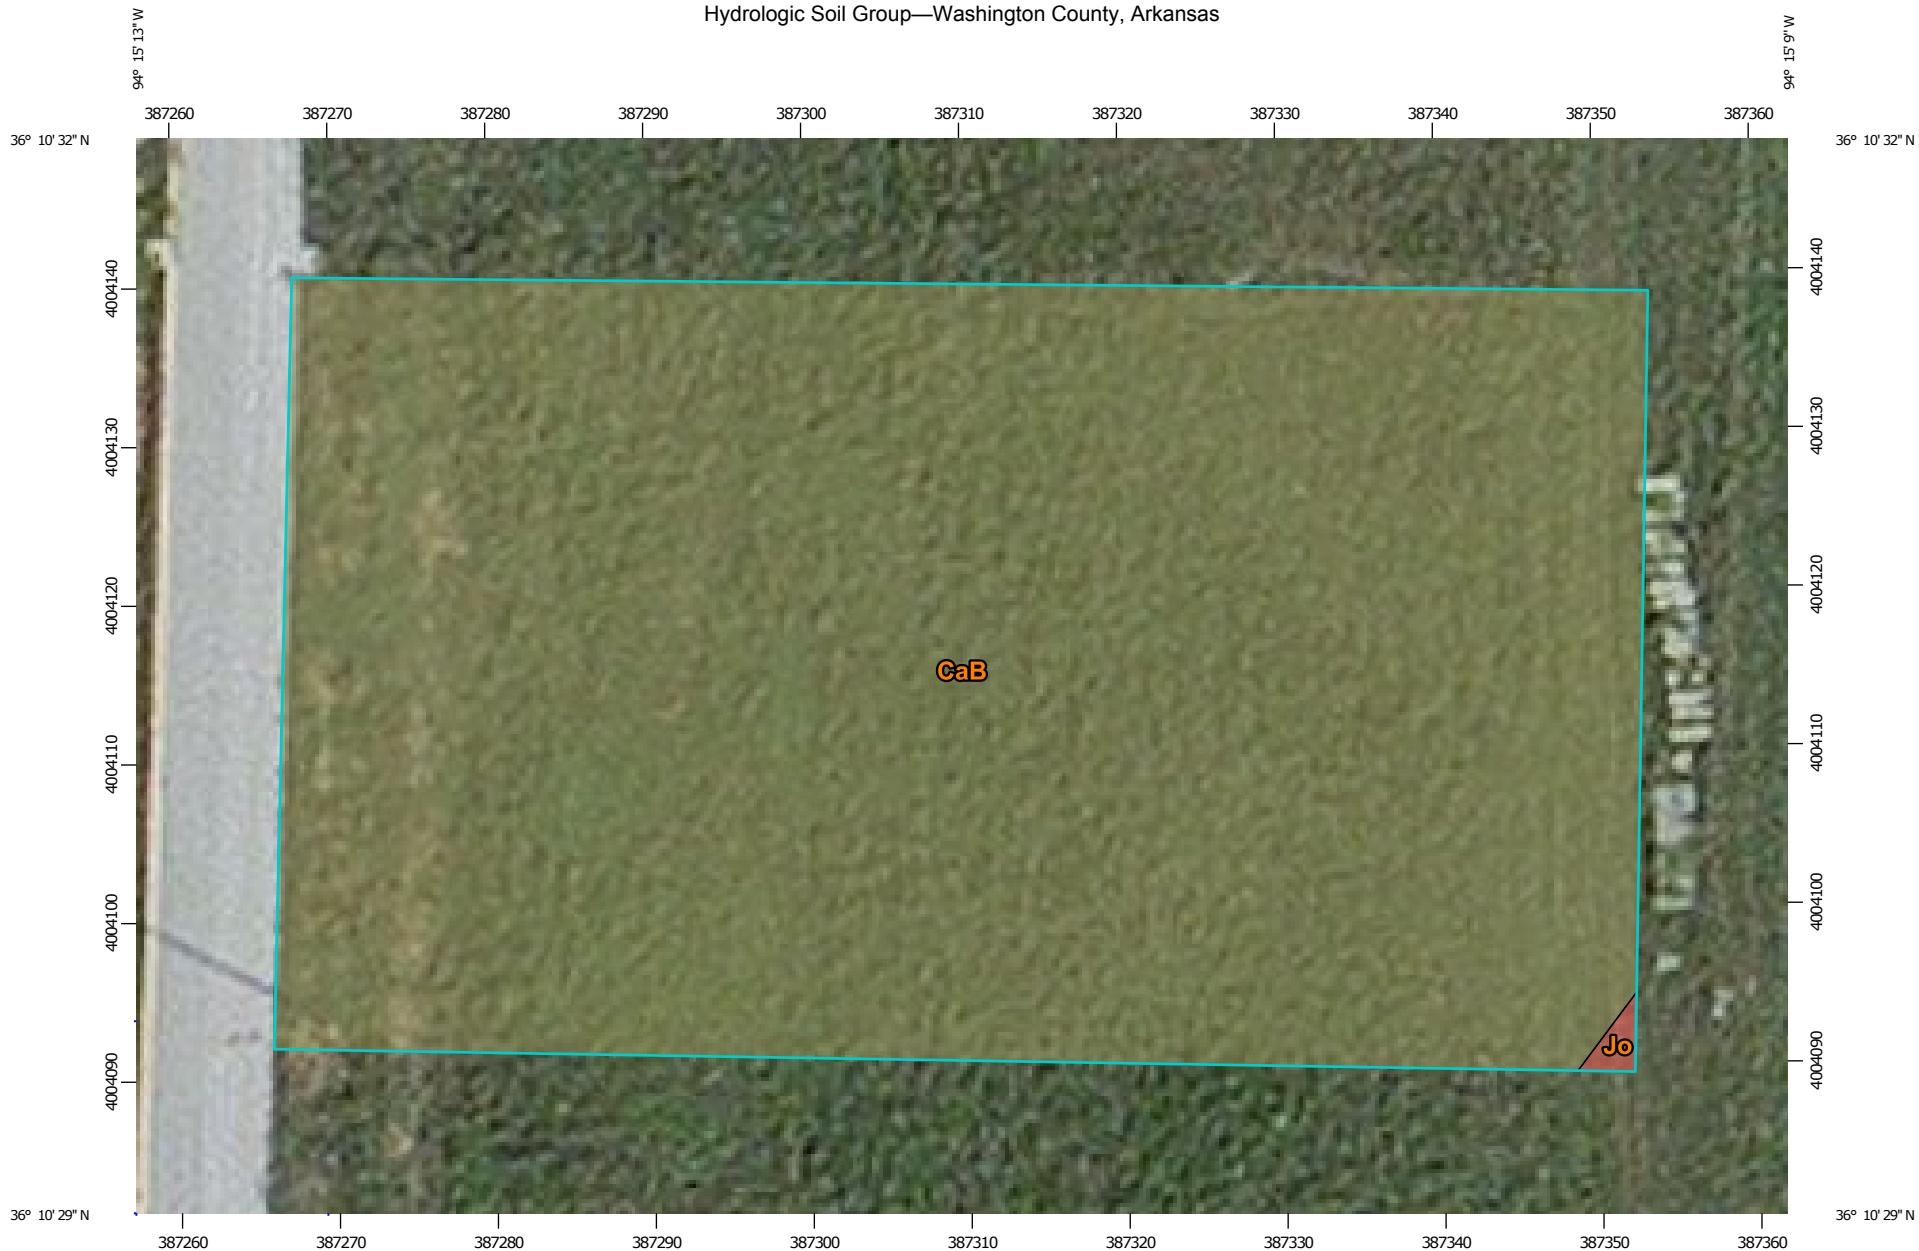 Hydrologic Soil Group—Washington County, Arkansas
94° 15' 13" W
94° 15' 9" W
387260 387270 387280 387290 387300 387310 387320 387330 387340 387350 387360
36° 10' 32" N
36° 10' 32" N
4004140
4004140
4004130
4004130
4004120
4004120
CaB
4004110
4004110
4004100
4004100
Jo
4004090
4004090
36° 10' 29" N
36° 10' 29" N
387260 387270 387280 387290 387300 387310 387320 387330 387340 387350 387360